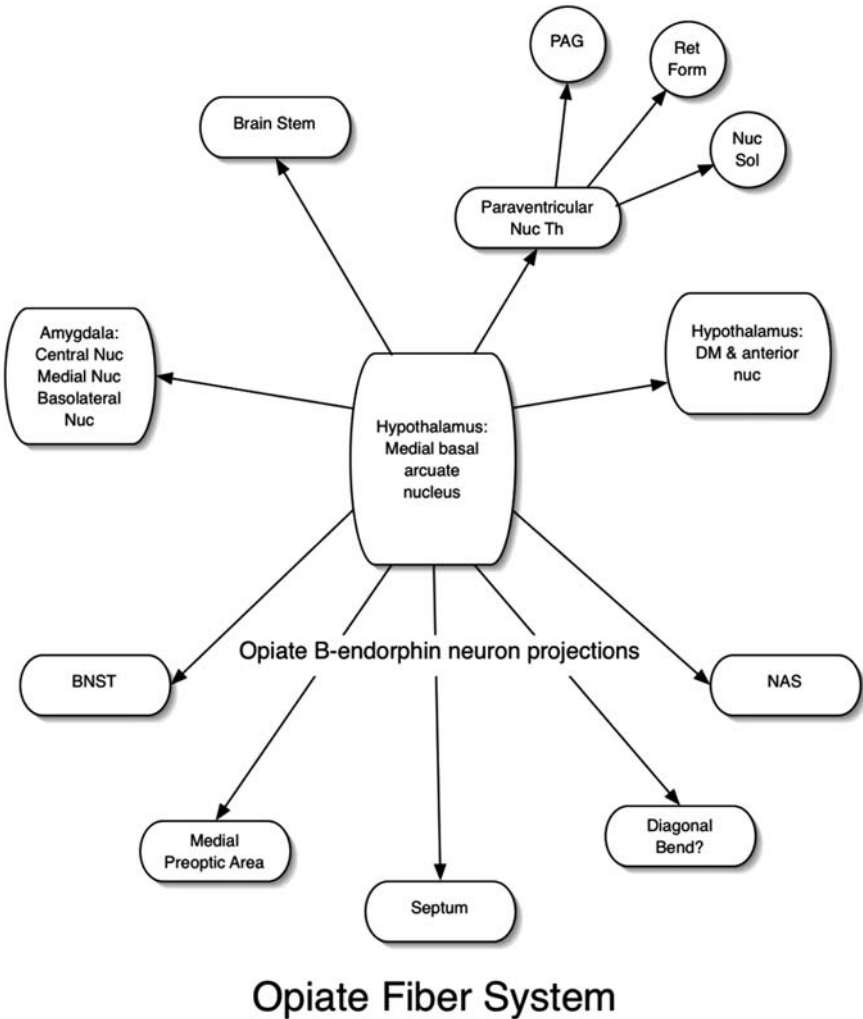 PAG
Ret
Form
Brain Stem
Nuc
Sol
Paraventricular
Nuc Th
Amygdala:
Central Nuc
Medial Nuc
Basolateral
Nuc
Hypothalamus:
DM & anterior
nuc
Hypothalamus:
Medial basal
arcuate
nucleus
Opiate B-endorphin neuron projections
BNST
NAS
Medial
Preoptic Area
Diagonal
Bend?
Septum
Opiate Fiber System